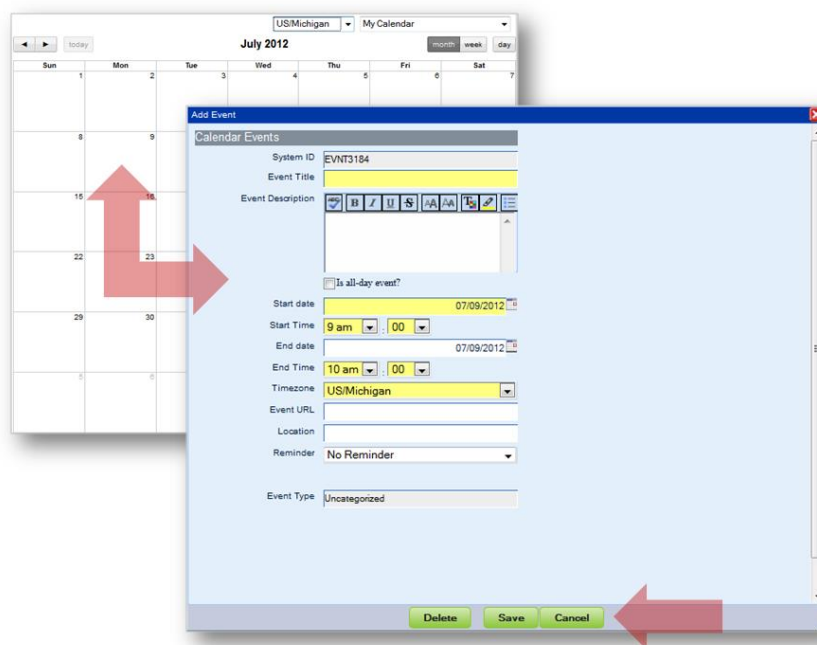 US/Michigan My Calendar
today July 2012 month week day
Sun Mon Tue Wed Thu Fri Sat
1 2 3 4 5 6 7
Add Event
Calendar Events
8 9
System ID EVNT3184
Event Title
Event Description B I U S AA AA T
15 16
22 23
Is all-day event?
Start date 07/09/2012
29 30
Start Time 9 am : 00
End date 07/09/2012
End Time 10 am : 00
5 6
Timezone US/Michigan
Event URL
Location
Reminder No Reminder
Event Type Uncategorized
Delete Save Cancel